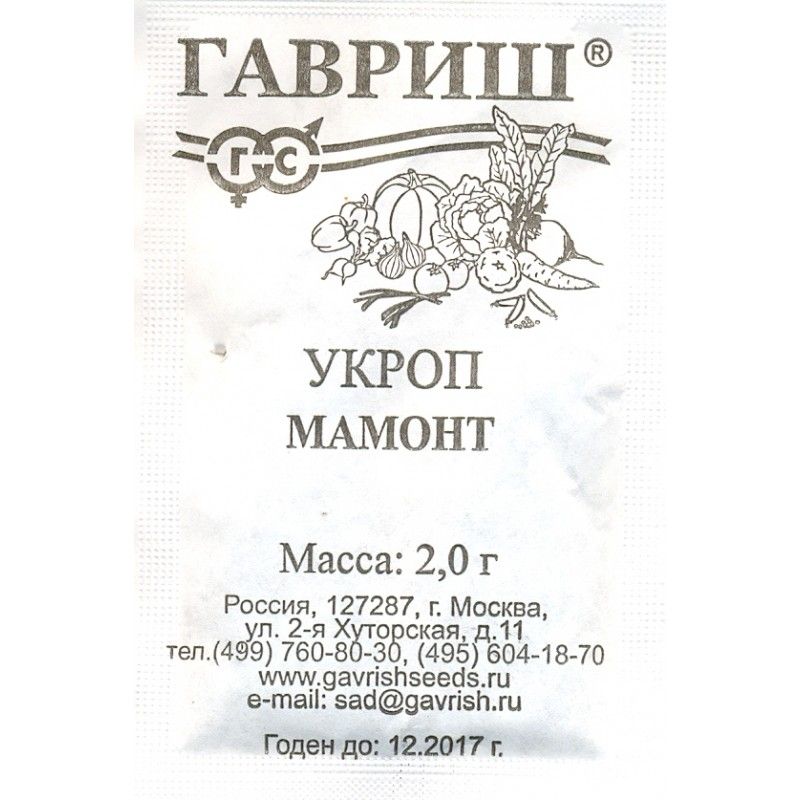 ГАВРИШ®
Г С
УКРОП
МАМОНТ
Масса: 2,0 г
Россия, 127287, г. Москва,
ул. 2-я Хуторская, д.11
тел.(499) 760-80-30, (495) 604-18-70
www.gavrishseeds.ru
e-mail: sad@gavrish.ru
Годен до: 12.2017 г.